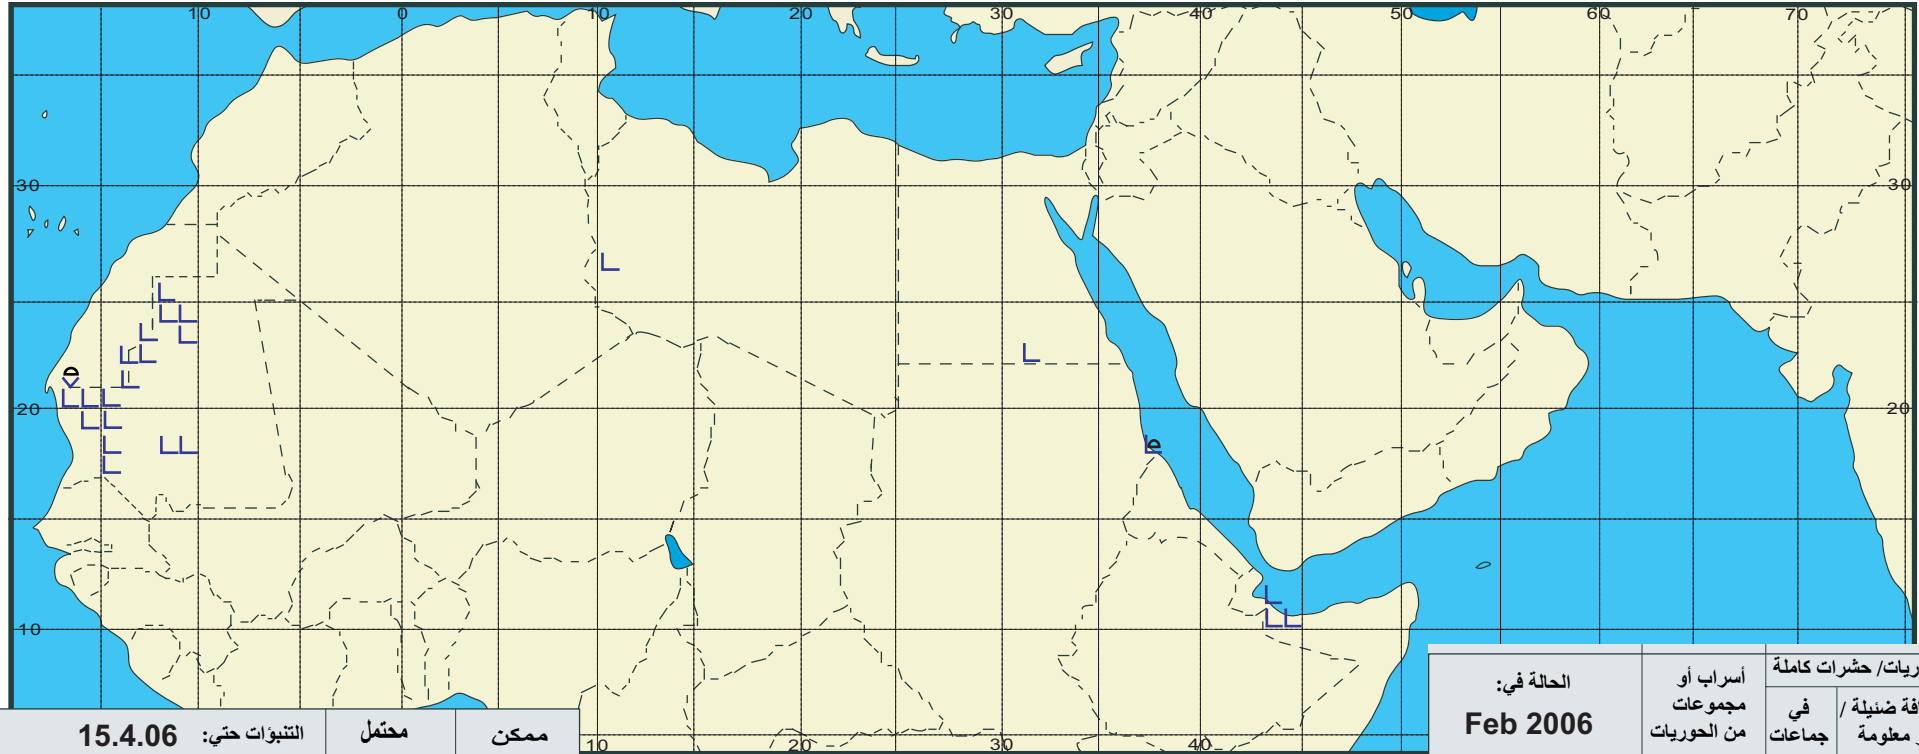 10 0 10 20 30 40 50 60 70
30 30
20 20
10 10
10 20 30 40
التنبؤات حتي: 15.4.06
محتمل
ممكن
الحالة في:
Feb 2006
أسراب أو
مجموعات
من الحوريات
حشرات كاملة
ضئيلة /
معلومة
في
جماعات